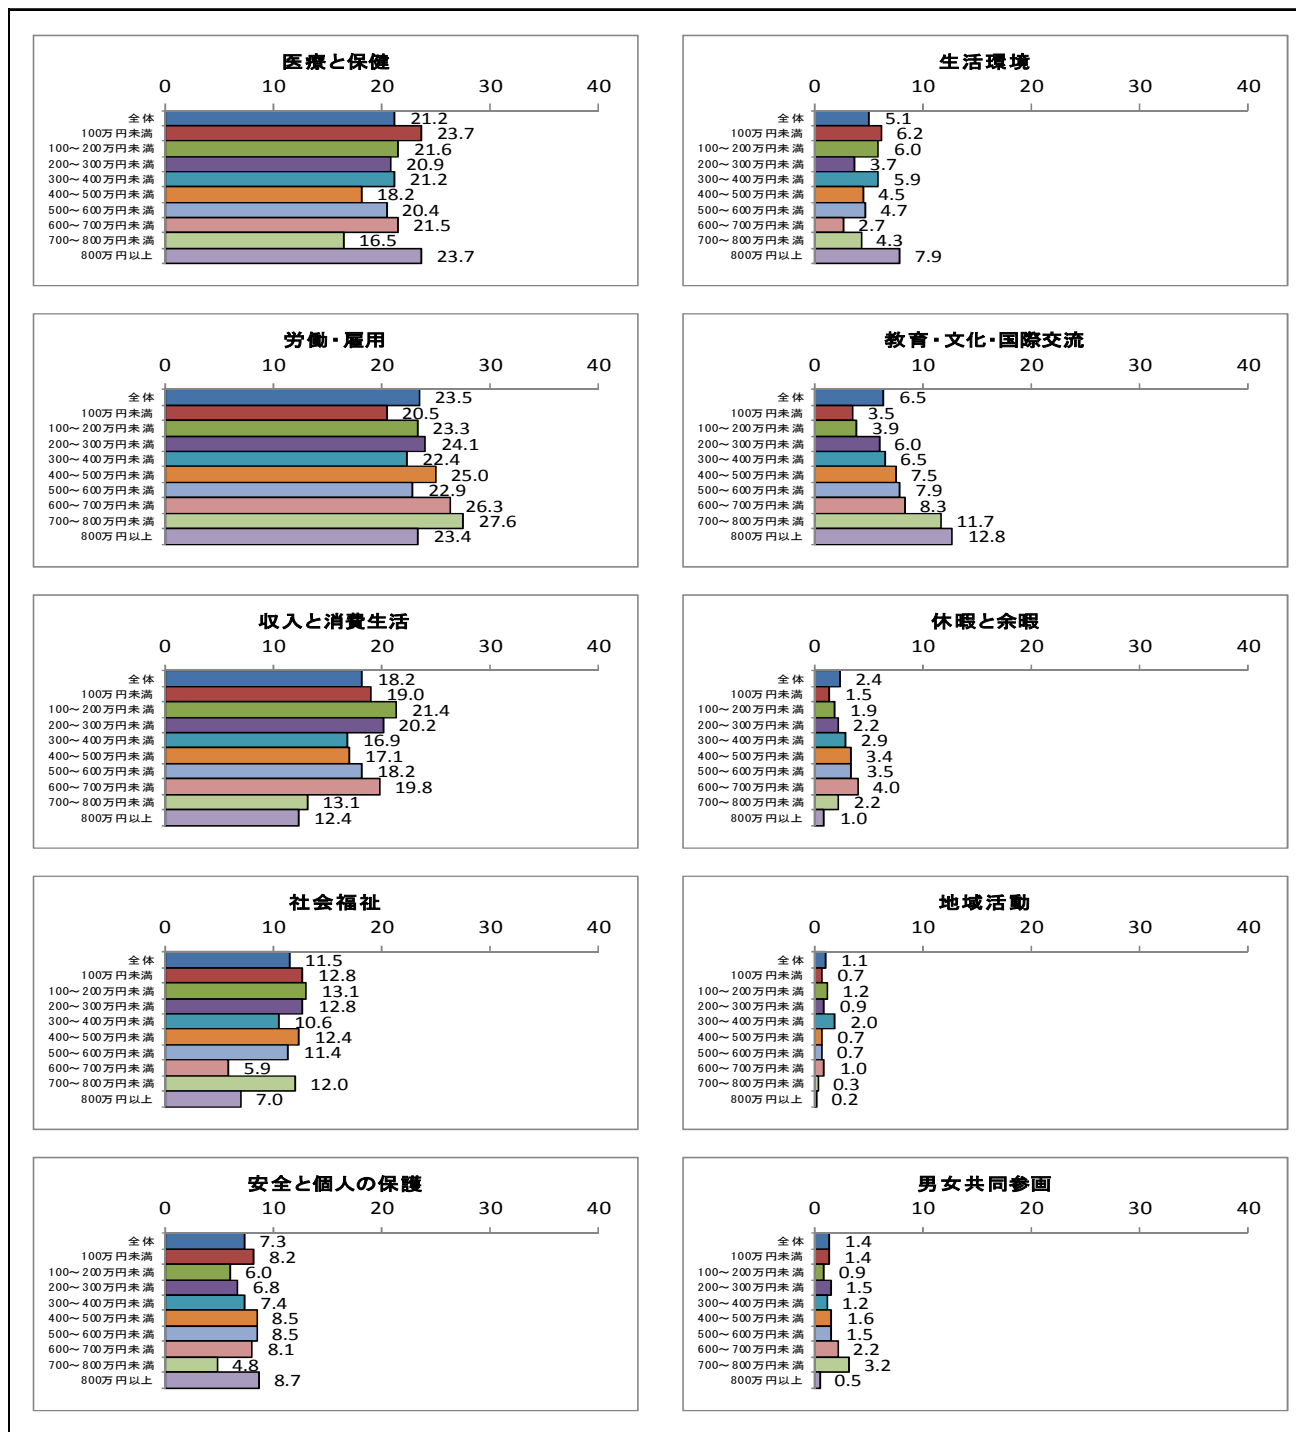 医療と保健
0 10 20 30 40
全体 21.2
100万円未満 23.7
100～200万円未満 21.6
200～300万円未満 20.9
300～400万円未満 21.2
400～500万円未満 18.2
500～600万円未満 20.4
600～700万円未満 21.5
700～800万円未満 16.5
800万円以上 23.7
生活環境
0 10 20 30 40
全体 5.1
100万円未満 6.2
100～200万円未満 6.0
200～300万円未満 3.7
300～400万円未満 5.9
400～500万円未満 4.5
500～600万円未満 4.7
600～700万円未満 2.7
700～800万円未満 4.3
800万円以上 7.9
労働・雇用
0 10 20 30 40
全体 23.5
100万円未満 20.5
100～200万円未満 23.3
200～300万円未満 24.1
300～400万円未満 22.4
400～500万円未満 25.0
500～600万円未満 22.9
600～700万円未満 26.3
700～800万円未満 27.6
800万円以上 23.4
教育・文化・国際交流
0 10 20 30 40
全体 6.5
100万円未満 3.5
100～200万円未満 3.9
200～300万円未満 6.0
300～400万円未満 6.5
400～500万円未満 7.5
500～600万円未満 7.9
600～700万円未満 8.3
700～800万円未満 11.7
800万円以上 12.8
収入と消費生活
0 10 20 30 40
全体 18.2
100万円未満 19.0
100～200万円未満 21.4
200～300万円未満 20.2
300～400万円未満 16.9
400～500万円未満 17.1
500～600万円未満 18.2
600～700万円未満 19.8
700～800万円未満 13.1
800万円以上 12.4
休暇と余暇
0 10 20 30 40
全体 2.4
100万円未満 1.5
100～200万円未満 1.9
200～300万円未満 2.2
300～400万円未満 2.9
400～500万円未満 3.4
500～600万円未満 3.5
600～700万円未満 4.0
700～800万円未満 2.2
800万円以上 1.0
社会福祉
0 10 20 30 40
全体 11.5
100万円未満 12.8
100～200万円未満 13.1
200～300万円未満 12.8
300～400万円未満 10.6
400～500万円未満 12.4
500～600万円未満 11.4
600～700万円未満 5.9
700～800万円未満 12.0
800万円以上 7.0
地域活動
0 10 20 30 40
全体 1.1
100万円未満 0.7
100～200万円未満 1.2
200～300万円未満 0.9
300～400万円未満 2.0
400～500万円未満 0.7
500～600万円未満 0.7
600～700万円未満 1.0
700～800万円未満 0.3
800万円以上 0.2
安全と個人の保護
0 10 20 30 40
全体 7.3
100万円未満 8.2
100～200万円未満 6.0
200～300万円未満 6.8
300～400万円未満 7.4
400～500万円未満 8.5
500～600万円未満 8.5
600～700万円未満 8.1
700～800万円未満 4.8
800万円以上 8.7
男女共同参画
0 10 20 30 40
全体 1.4
100万円未満 1.4
100～200万円未満 0.9
200～300万円未満 1.5
300～400万円未満 1.2
400～500万円未満 1.6
500～600万円未満 1.5
600～700万円未満 2.2
700～800万円未満 3.2
800万円以上 0.5